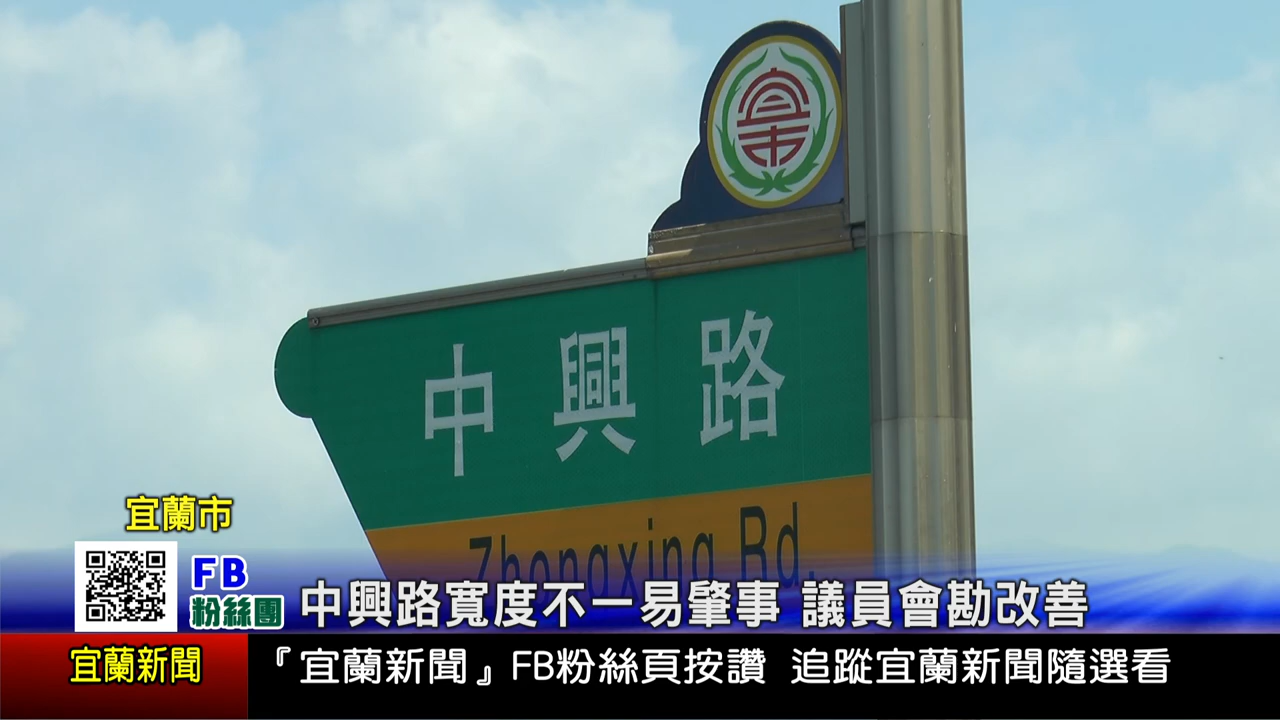 宜市
中興路
Zhongxing Rd.
宜蘭市
FB
粉絲團
中興路寬度不一易肇事 議員會勘改善
宜蘭新聞
『宜蘭新聞』FB粉絲頁按讚 追蹤宜蘭新聞隨選看